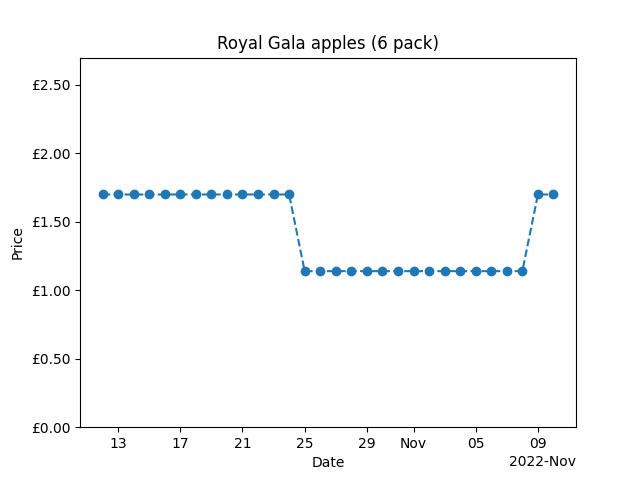 Royal Gala apples (6 pack)
£2.50
£2.00
£1.50
£1.00
£0.50
£0.00
Price
13 17 21 25 29 Nov 05 09
Date
2022-Nov